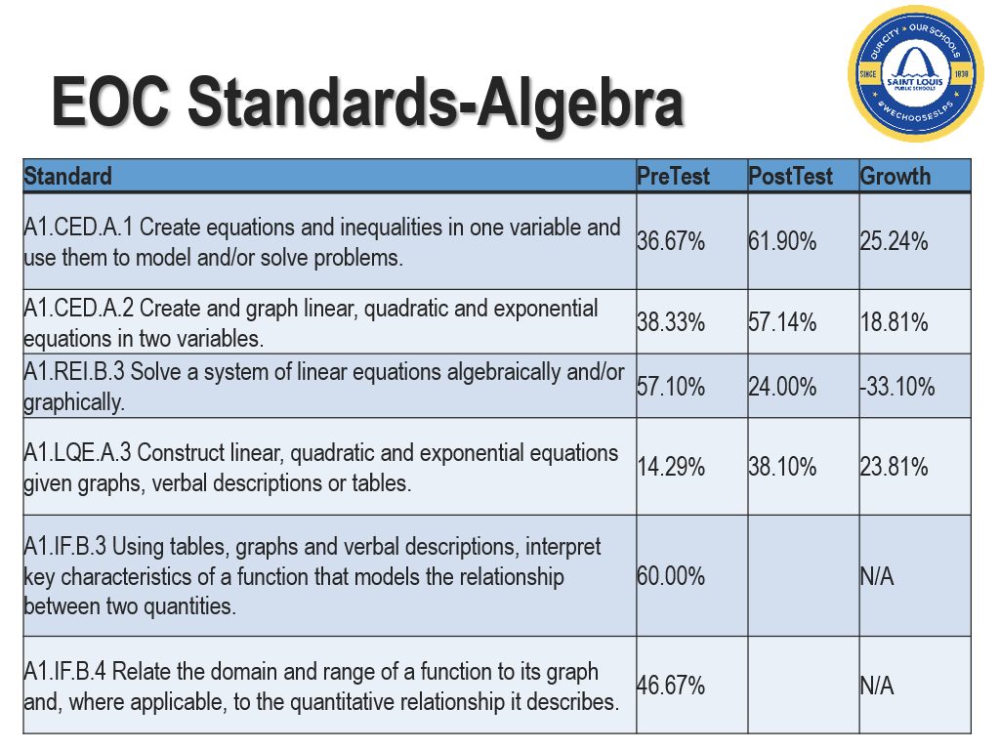 OUR CITY • OUR SCHOOLS
SINCE 1838
SAINT LOUIS
PUBLIC SCHOOLS
#WECHOOSESLPS
EOC Standards-Algebra
Standard PreTest PostTest Growth
A1.CED.A.1 Create equations and inequalities in one variable and
use them to model and/or solve problems.
36.67% 61.90% 25.24%
A1.CED.A.2 Create and graph linear, quadratic and exponential
equations in two variables.
38.33% 57.14% 18.81%
A1.REI.B.3 Solve a system of linear equations algebraically and/or
graphically.
57.10% 24.00% -33.10%
A1.LQE.A.3 Construct linear, quadratic and exponential equations
given graphs, verbal descriptions or tables.
14.29% 38.10% 23.81%
A1.IF.B.3 Using tables, graphs and verbal descriptions, interpret
key characteristics of a function that models the relationship
between two quantities.
60.00% N/A
A1.IF.B.4 Relate the domain and range of a function to its graph
and, where applicable, to the quantitative relationship it describes.
46.67% N/A